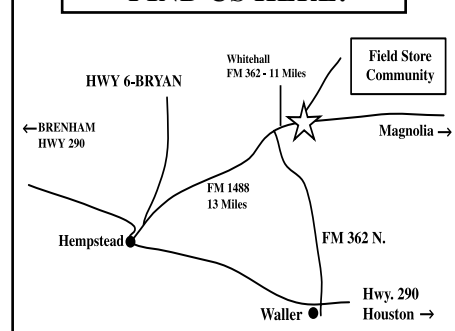 FIND US HERE:
Whitehall
FM 362 - 11 Miles
Field Store
Community
HWY 6-BRYAN
←BRENHAM
HWY 290
Magnolia →
FM 1488
13 Miles
Hempstead
FM 362 N.
Hwy. 290
Houston →
Waller